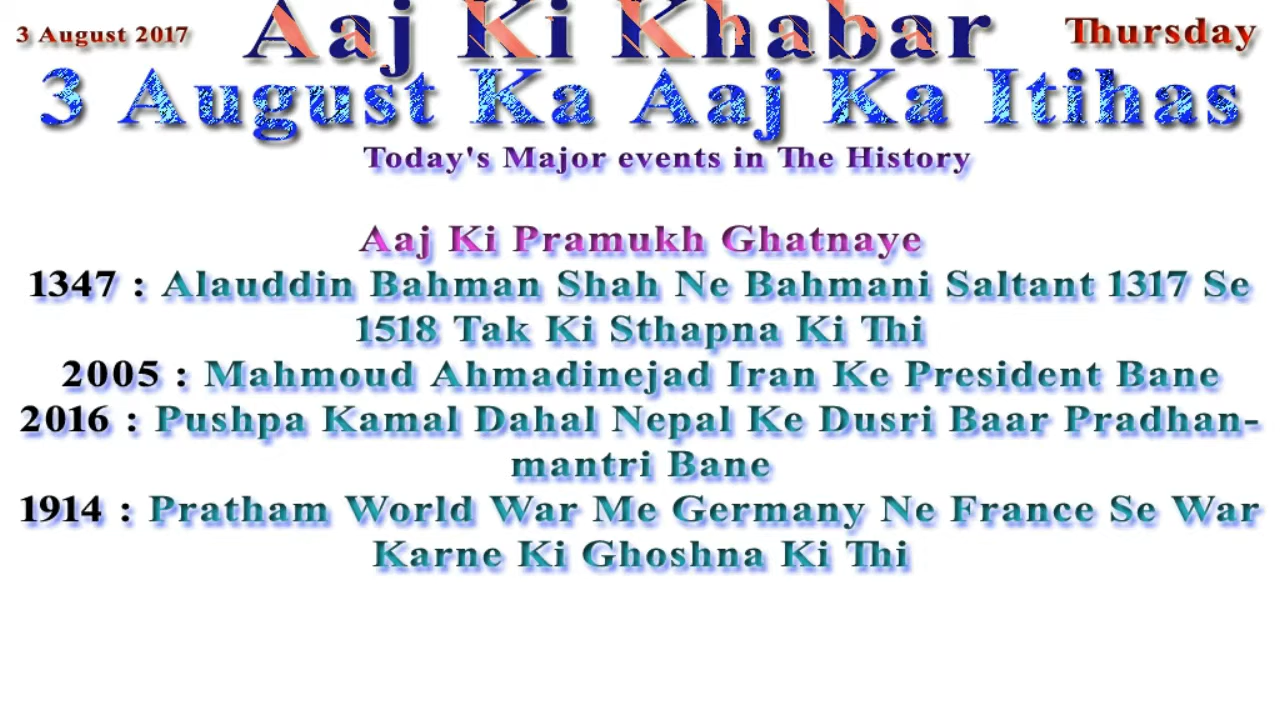 3 August 2017 Aaj Ki Khabar Thursday
3 August Ka Aaj Ka Itihas
Today's Major events in The History
Aaj Ki Pramukh Ghatnaye
1347 : Alauddin Bahman Shah Ne Bahmani Saltant 1317 Se
1518 Tak Ki Sthapna Ki Thi
2005 : Mahmoud Ahmadinejad Iran Ke President Bane
2016 : Pushpa Kamal Dahal Nepal Ke Dusri Baar Pradhan-
mantri Bane
1914 : Pratham World War Me Germany Ne France Se War
Karne Ki Ghoshna Ki Thi